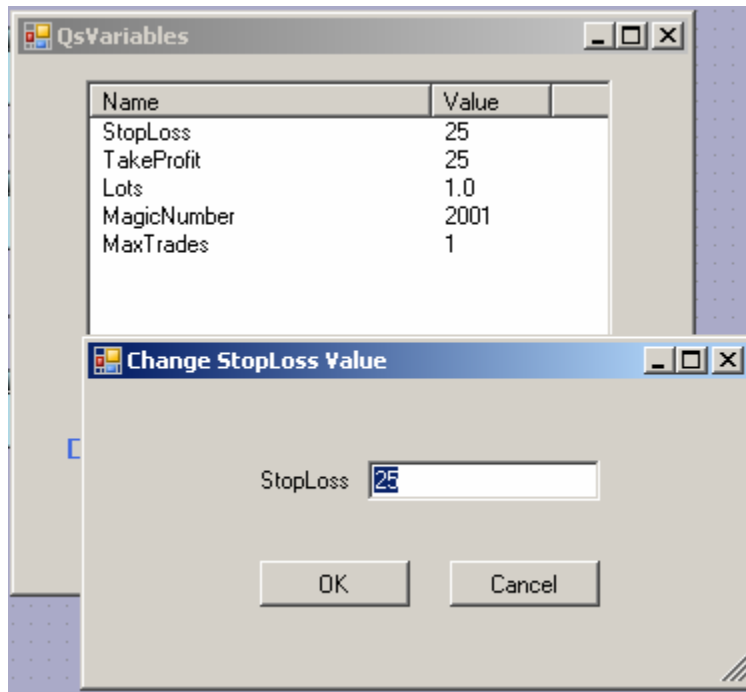 QsVariables
Name Value
StopLoss 25
TakeProfit 25
Lots 1.0
MagicNumber 2001
MaxTrades 1
Change StopLoss Value
StopLoss 25
OK Cancel